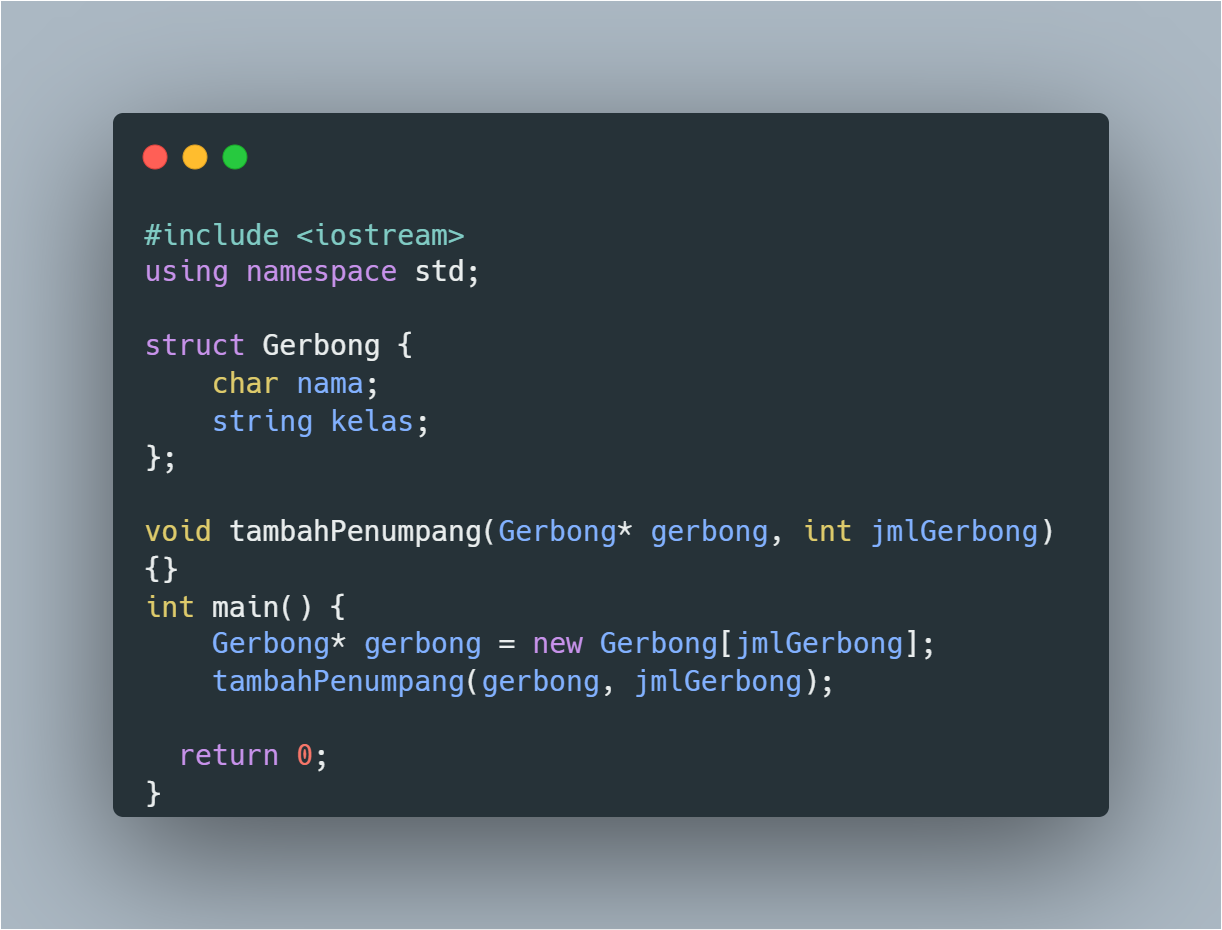 #include <iostream>
using namespace std;
struct Gerbong {
    char nama;
    string kelas;
};
void tambahPenumpang(Gerbong* gerbong, int jmlGerbong)
{}
int main() {
    Gerbong* gerbong = new Gerbong[jmlGerbong];
    tambahPenumpang(gerbong, jmlGerbong);
  return 0;
}